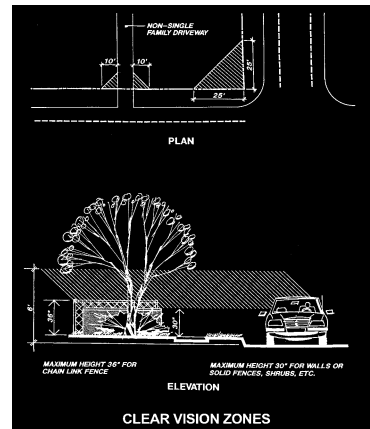 NON-SINGLE
FAMILY DRIVEWAY
10'
10'
25'
25'
PLAN
6'
36"
30"
MAXIMUM HEIGHT 36" FOR
CHAIN LINK FENCE
MAXIMUM HEIGHT 30" FOR WALLS OR
SOLID FENCES, SHRUBS, ETC.
ELEVATION
CLEAR VISION ZONES